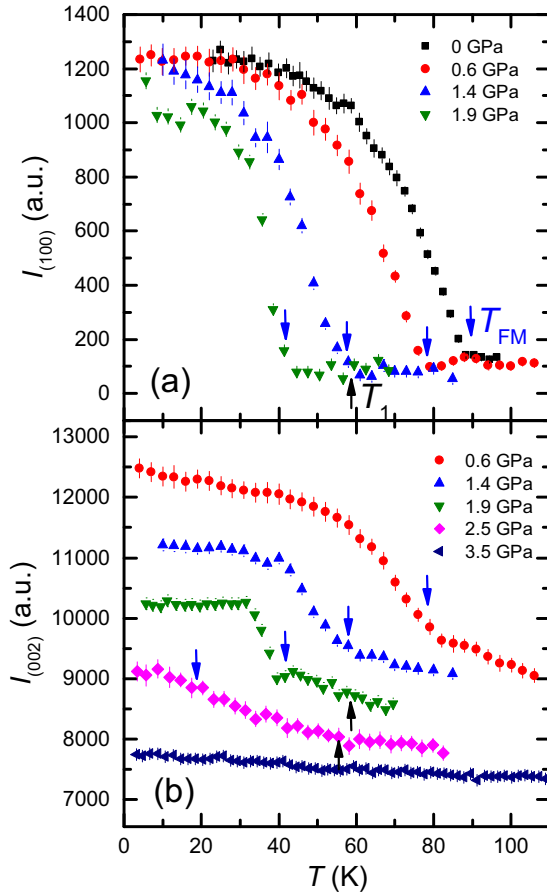 1400
1200
1000
800
600
400
200
0
I(100) (a.u.)
0 GPa
0.6 GPa
1.4 GPa
1.9 GPa
TFM
T1
(a)
13000
12000
11000
10000
9000
8000
7000
I(002) (a.u.)
0.6 GPa
1.4 GPa
1.9 GPa
2.5 GPa
3.5 GPa
(b)
0 20 40 60 80 100
T (K)